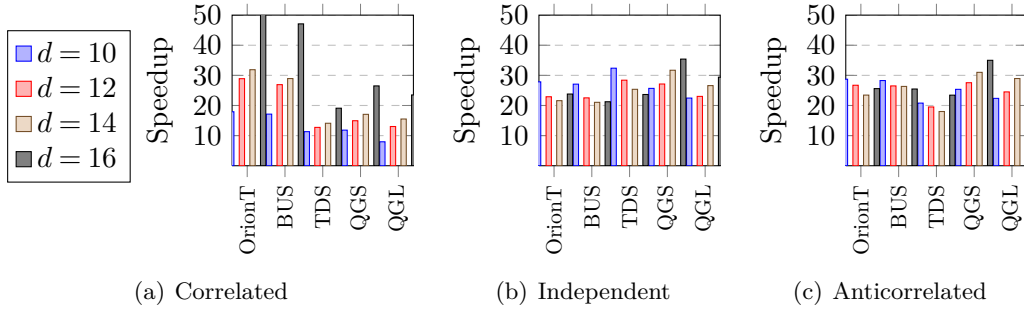 d = 10
d = 12
d = 14
d = 16
Speedup
50
40
30
20
10
OrionT
BUS
TDS
QGS
QGL
(a) Correlated
Speedup
50
40
30
20
10
OrionT
BUS
TDS
QGS
QGL
(b) Independent
Speedup
50
40
30
20
10
OrionT
BUS
TDS
QGS
QGL
(c) Anticorrelated